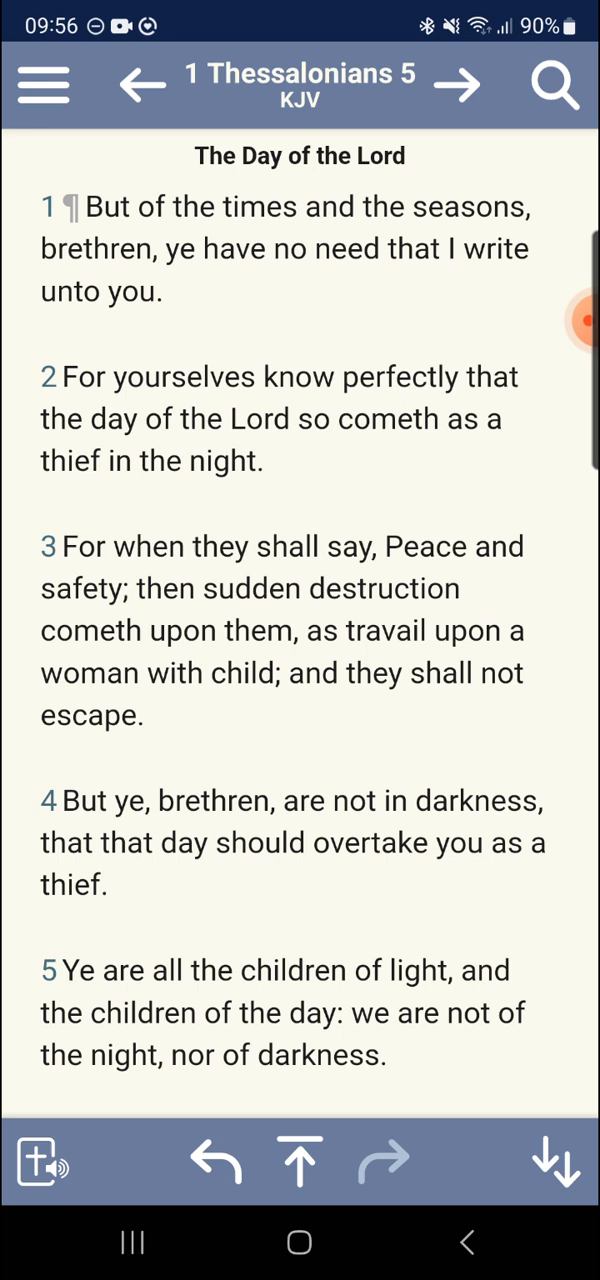 09:56 90%
1 Thessalonians 5
KJV
The Day of the Lord
1 ¶ But of the times and the seasons,
brethren, ye have no need that I write
unto you.
2 For yourselves know perfectly that
the day of the Lord so cometh as a
thief in the night.
3 For when they shall say, Peace and
safety; then sudden destruction
cometh upon them, as travail upon a
woman with child; and they shall not
escape.
4 But ye, brethren, are not in darkness,
that that day should overtake you as a
thief.
5 Ye are all the children of light, and
the children of the day: we are not of
the night, nor of darkness.